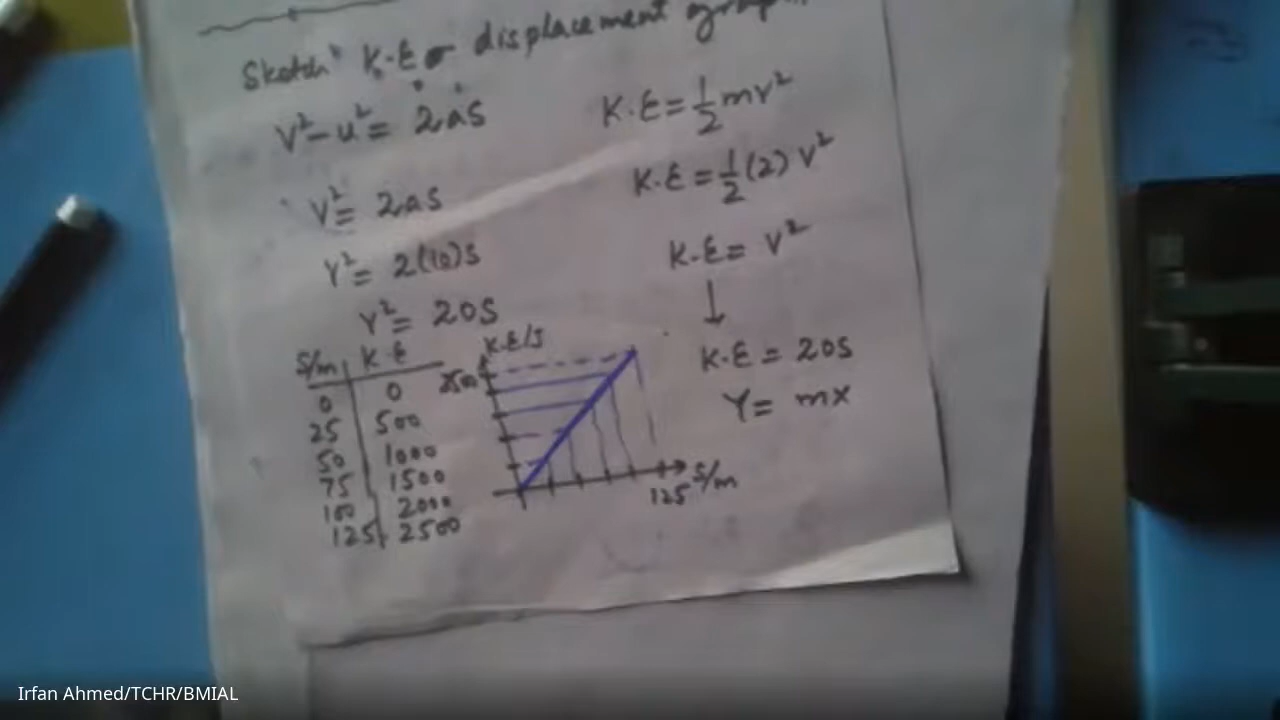 Sketch K.E displacement graph
V²-u²= 2as
V²= 2as
V²= 2(10)s
V²= 20s
K.E=½mv²
K.E=½(2)V²
K.E= V²
↓
K.E = 20s
Y= mx
S/m K.E
0 0
25 500
50 1000
75 1500
100 2000
125 2500
K.E/J
2500
125 S/m
Irfan Ahmed/TCHR/BMIAL